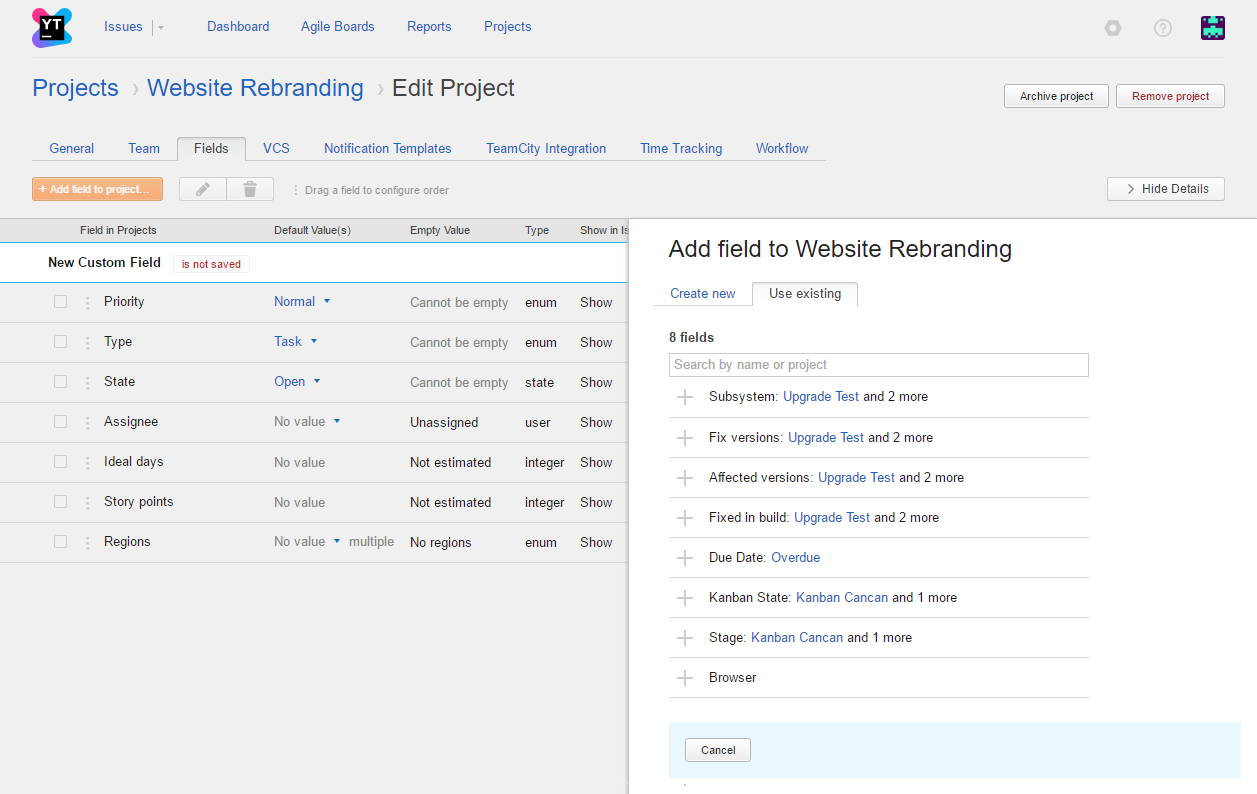 YT
Issues Dashboard Agile Boards Reports Projects
Projects › Website Rebranding › Edit Project
Archive project Remove project
General Team Fields VCS Notification Templates TeamCity Integration Time Tracking Workflow
+ Add field to project... Drag a field to configure order Hide Details
Field in Projects Default Value(s) Empty Value Type Show in Is
New Custom Field is not saved
Priority Normal Cannot be empty enum Show
Type Task Cannot be empty enum Show
State Open Cannot be empty state Show
Assignee No value Unassigned user Show
Ideal days No value Not estimated integer Show
Story points No value Not estimated integer Show
Regions No value multiple No regions enum Show
Add field to Website Rebranding
Create new Use existing
8 fields
Search by name or project
Subsystem: Upgrade Test and 2 more
Fix versions: Upgrade Test and 2 more
Affected versions: Upgrade Test and 2 more
Fixed in build: Upgrade Test and 2 more
Due Date: Overdue
Kanban State: Kanban Cancan and 1 more
Stage: Kanban Cancan and 1 more
Browser
Cancel